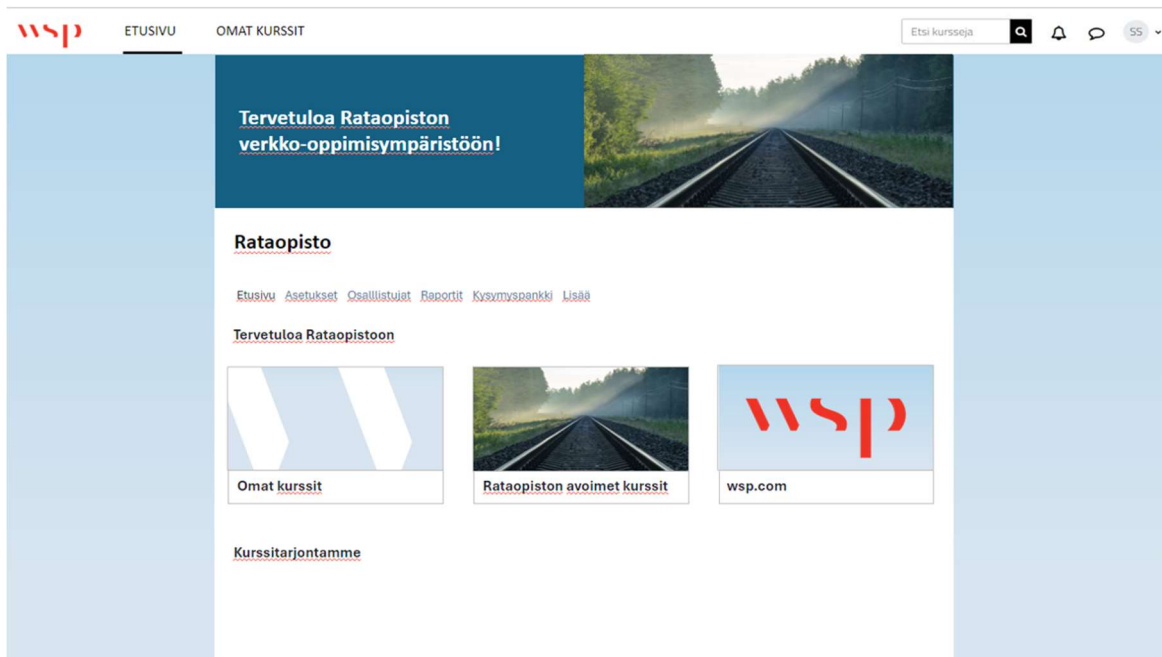 wsp ETUSIVU OMAT KURSSIT Etsi kursseja SS
Tervetuloa Rataopiston
verkko-oppimisympäristöön!
Rataopisto
Etusivu Asetukset Osalllistujat Raportit Kysymyspankki Lisää
Tervetuloa Rataopistoon
wsp
Omat kurssit Rataopiston avoimet kurssit wsp.com
Kurssitarjontamme